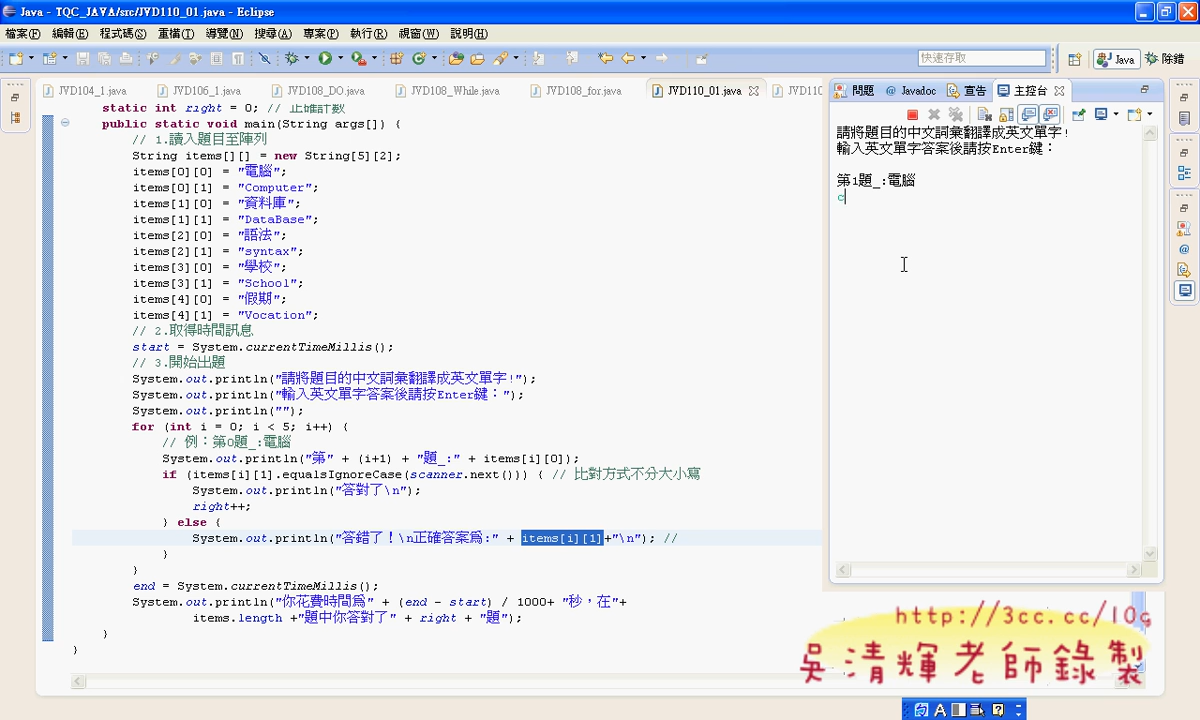 Java - TQC_JAVA/src/JVD110_01.java - Eclipse
檔案(F) 編輯(E) 程式碼(S) 重構(T) 導覽(N) 搜尋(A) 專案(P) 執行(R) 視窗(W) 說明(H)
快速存取 Java 除錯
JVD104_1.java JVD106_1.java JVD108_DO.java JVD108_While.java JVD108_for.java JVD110_01.java JVD110
問題 @ Javadoc 宣告 主控台
static int right = 0; // 正確計數
public static void main(String args[]) {
// 1.讀入題目至陣列
String items[][] = new String[5][2];
items[0][0] = "電腦";
items[0][1] = "Computer";
items[1][0] = "資料庫";
items[1][1] = "DataBase";
items[2][0] = "語法";
items[2][1] = "syntax";
items[3][0] = "學校";
items[3][1] = "School";
items[4][0] = "假期";
items[4][1] = "Vocation";
// 2.取得時間訊息
start = System.currentTimeMillis();
// 3.開始出題
System.out.println("請將題目的中文詞彙翻譯成英文單字!");
System.out.println("輸入英文單字答案後請按Enter鍵：");
System.out.println("");
for (int i = 0; i < 5; i++) {
// 例：第0題_:電腦
System.out.println("第" + (i+1) + "題_:" + items[i][0]);
if (items[i][1].equalsIgnoreCase(scanner.next())) { // 比對方式不分大小寫
System.out.println("答對了\n");
right++;
} else {
System.out.println("答錯了！\n正確答案為:" + items[i][1]+"\n"); //
}
}
end = System.currentTimeMillis();
System.out.println("你花費時間為" + (end - start) / 1000+ "秒，在"+
items.length +"題中你答對了" + right + "題");
}
}
請將題目的中文詞彙翻譯成英文單字!
輸入英文單字答案後請按Enter鍵：
第1題_:電腦
c
http://3cc.cc/10g
吳清輝老師錄製